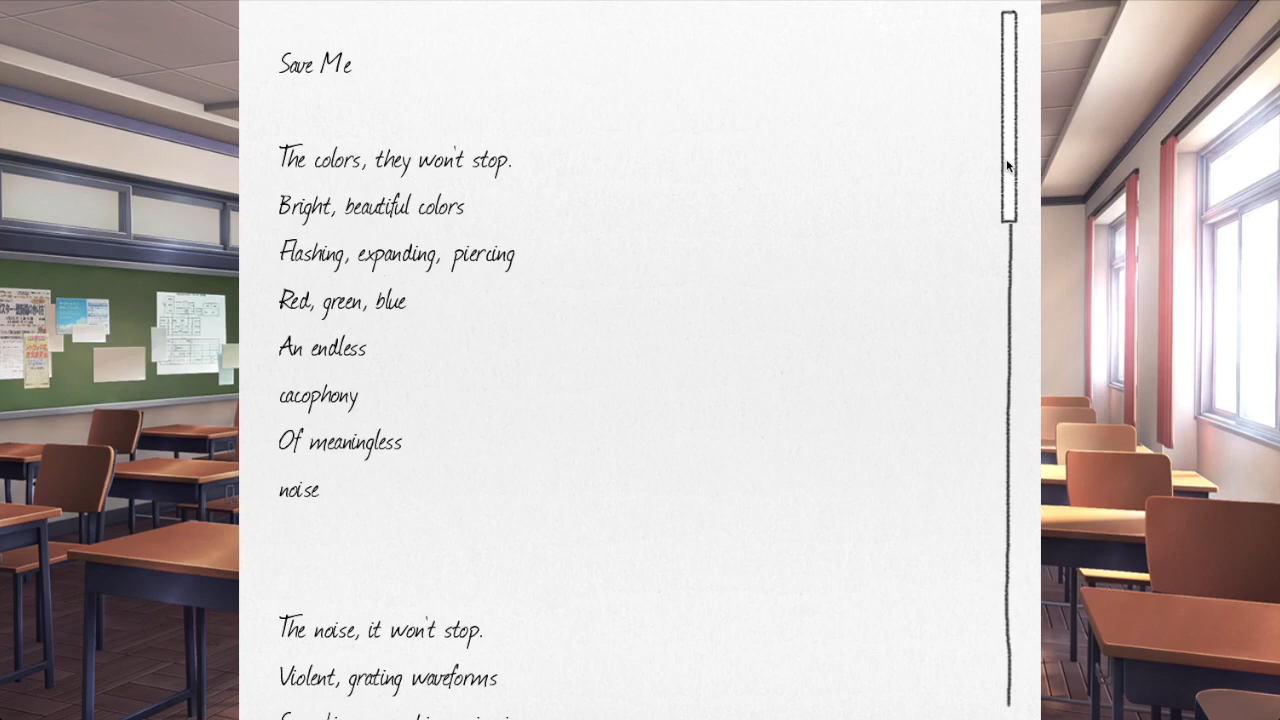 Save Me
The colors, they won't stop.
Bright, beautiful colors
Flashing, expanding, piercing
Red, green, blue
An endless
cacophony
Of meaningless
noise
The noise, it won't stop.
Violent, grating waveforms